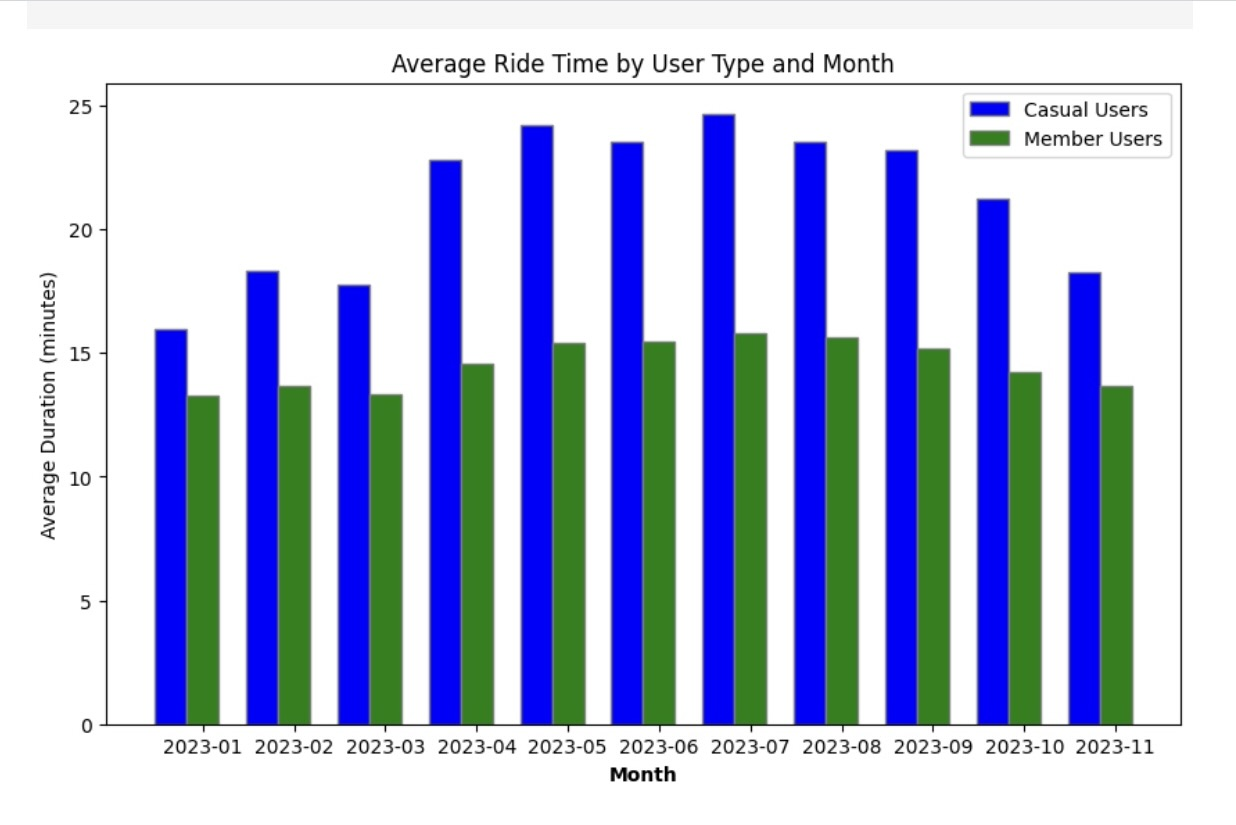 Average Ride Time by User Type and Month
25
20
15
10
5
0
Average Duration (minutes)
Casual Users
Member Users
2023-01 2023-02 2023-03 2023-04 2023-05 2023-06 2023-07 2023-08 2023-09 2023-10 2023-11
Month